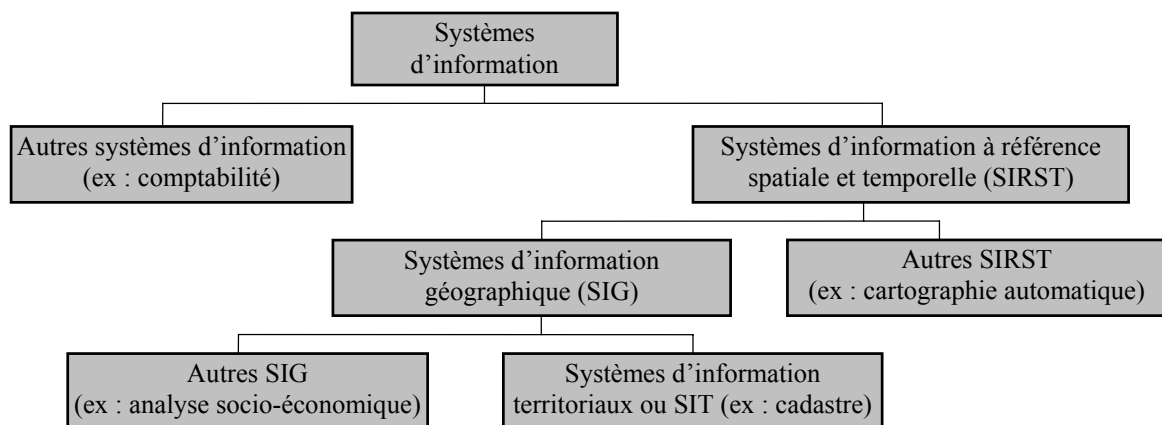 Systèmes
d’information
Autres systèmes d’information
(ex : comptabilité)
Systèmes d’information à référence
spatiale et temporelle (SIRST)
Systèmes d’information
géographique (SIG)
Autres SIRST
(ex : cartographie automatique)
Autres SIG
(ex : analyse socio-économique)
Systèmes d’information
territoriaux ou SIT (ex : cadastre)